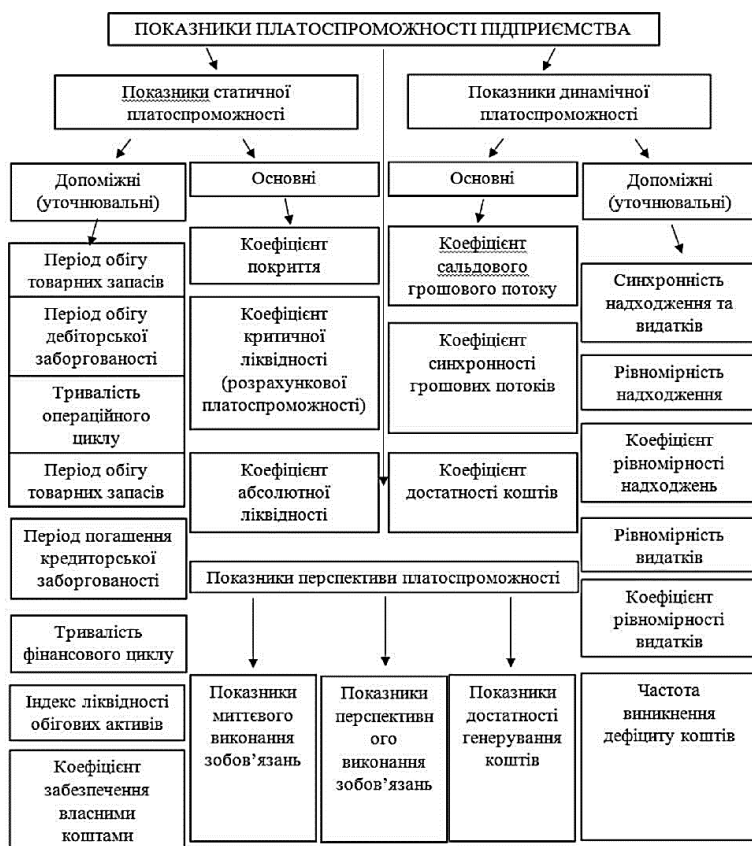 ПОКАЗНИКИ ПЛАТОСПРОМОЖНОСТІ ПІДПРИЄМСТВА
Показники статичної
платоспроможності
Показники динамічної
платоспроможності
Допоміжні
(уточнювальні)
Основні
Основні
Допоміжні
(уточнювальні)
Період обігу
товарних запасів
Період обігу
дебіторської
заборгованості
Тривалість
операційного
циклу
Період обігу
товарних запасів
Період погашення
кредиторської
заборгованості
Тривалість
фінансового циклу
Індекс ліквідності
обігових активів
Коефіцієнт
забезпечення
власними
коштами
Коефіцієнт
покриття
Коефіцієнт
критичної
ліквідності
(розрахункової
платоспроможності)
Коефіцієнт
абсолютної
ліквідності
Коефіцієнт
сальдового
грошового потоку
Коефіцієнт
синхронності
грошових потоків
Коефіцієнт
достатності коштів
Синхронність
надходження та
видатків
Рівномірність
надходження
Коефіцієнт
рівномірності
надходжень
Рівномірність
видатків
Коефіцієнт
рівномірності
видатків
Частота
виникнення
дефіциту коштів
Показники перспективи платоспроможності
Показники
миттєвого
виконання
зобов’язань
Показники
перспективн
ого
виконання
зобов’язань
Показники
достатності
генерування
коштів